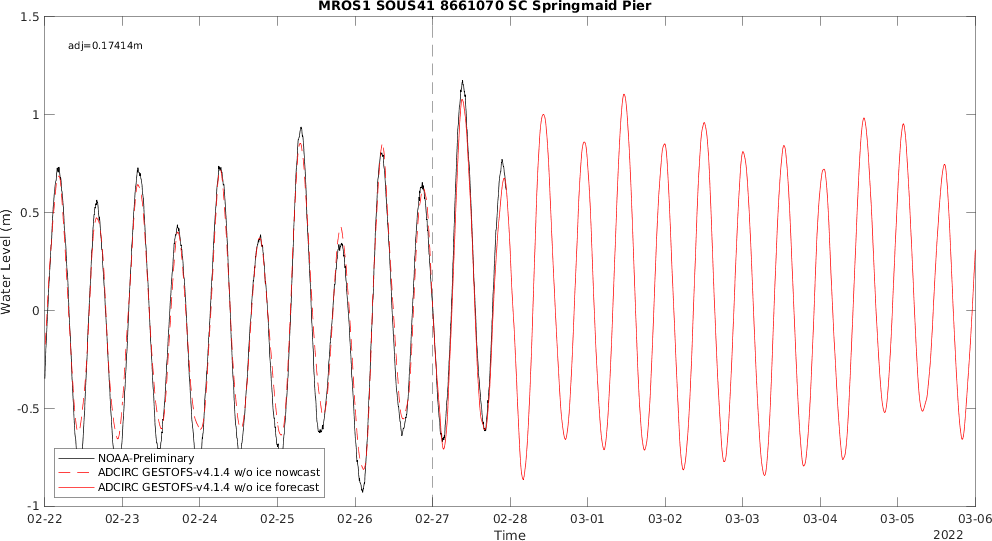 MROS1 SOUS41 8661070 SC Springmaid Pier
adj=0.17414m
Water Level (m)
1.5
1
0.5
0
-0.5
-1
NOAA-Preliminary
ADCIRC GESTOFS-v4.1.4 w/o ice nowcast
ADCIRC GESTOFS-v4.1.4 w/o ice forecast
02-22 02-23 02-24 02-25 02-26 02-27 02-28 03-01 03-02 03-03 03-04 03-05 03-06
Time
2022